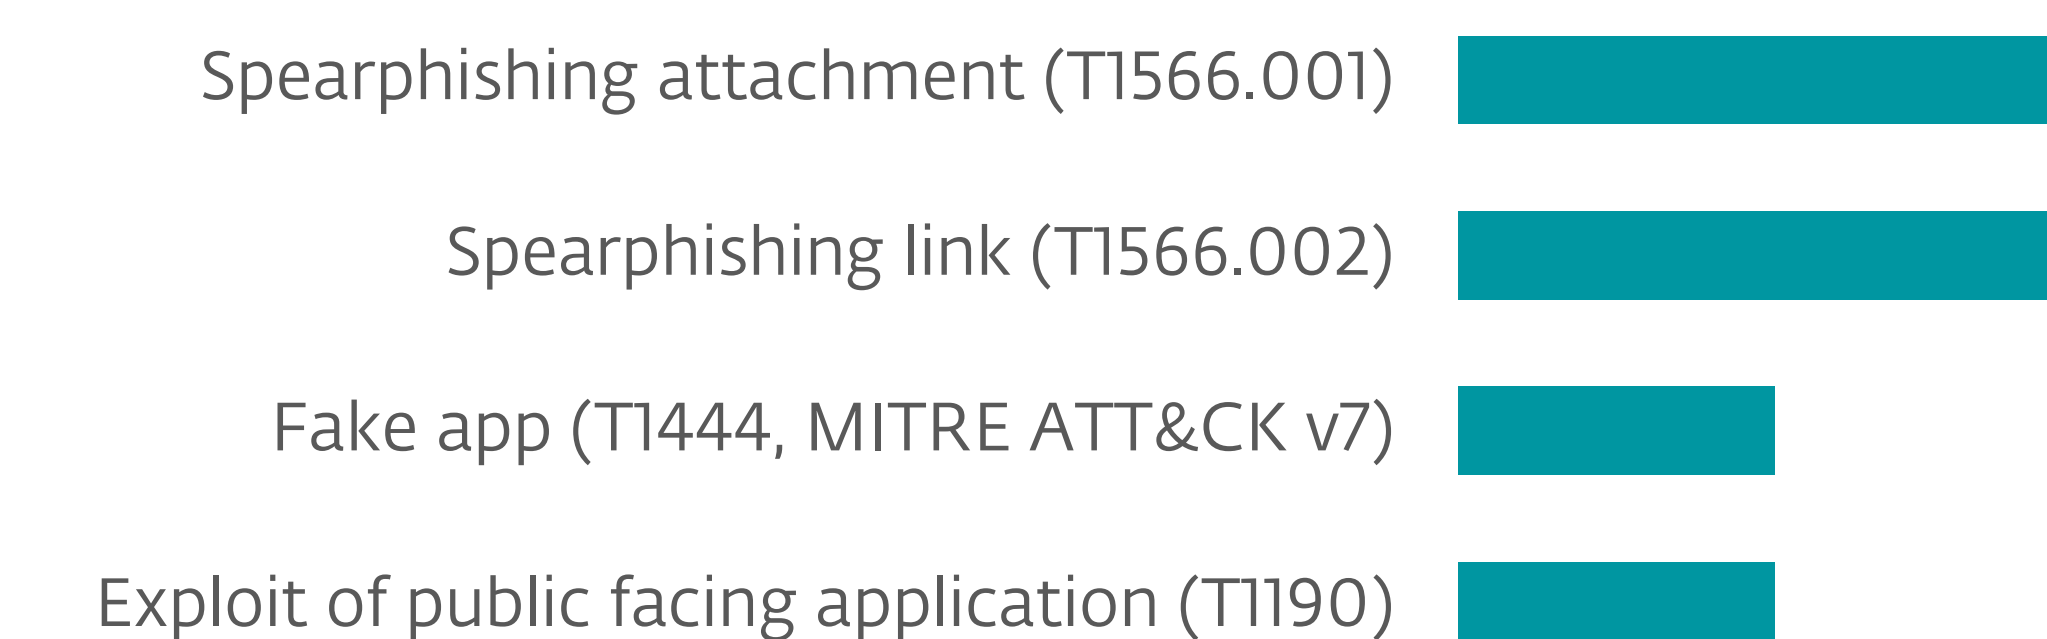 Spearphishing attachment (T1566.001)
Spearphishing link (T1566.002)
Fake app (T1444, MITRE ATT&CK v7)
Exploit of public facing application (T1190)